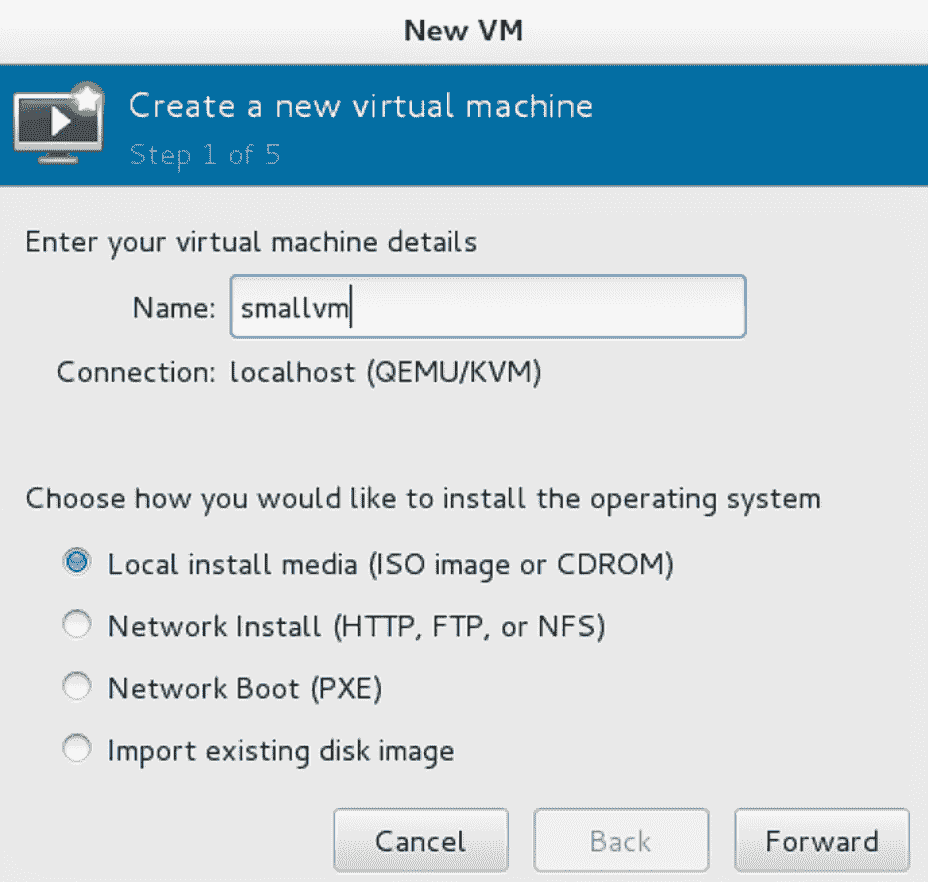 New VM
Create a new virtual machine
Step 1 of 5
Enter your virtual machine details
Name: smallvm
Connection: localhost (QEMU/KVM)
Choose how you would like to install the operating system
Local install media (ISO image or CDROM)
Network Install (HTTP, FTP, or NFS)
Network Boot (PXE)
Import existing disk image
Cancel Back Forward